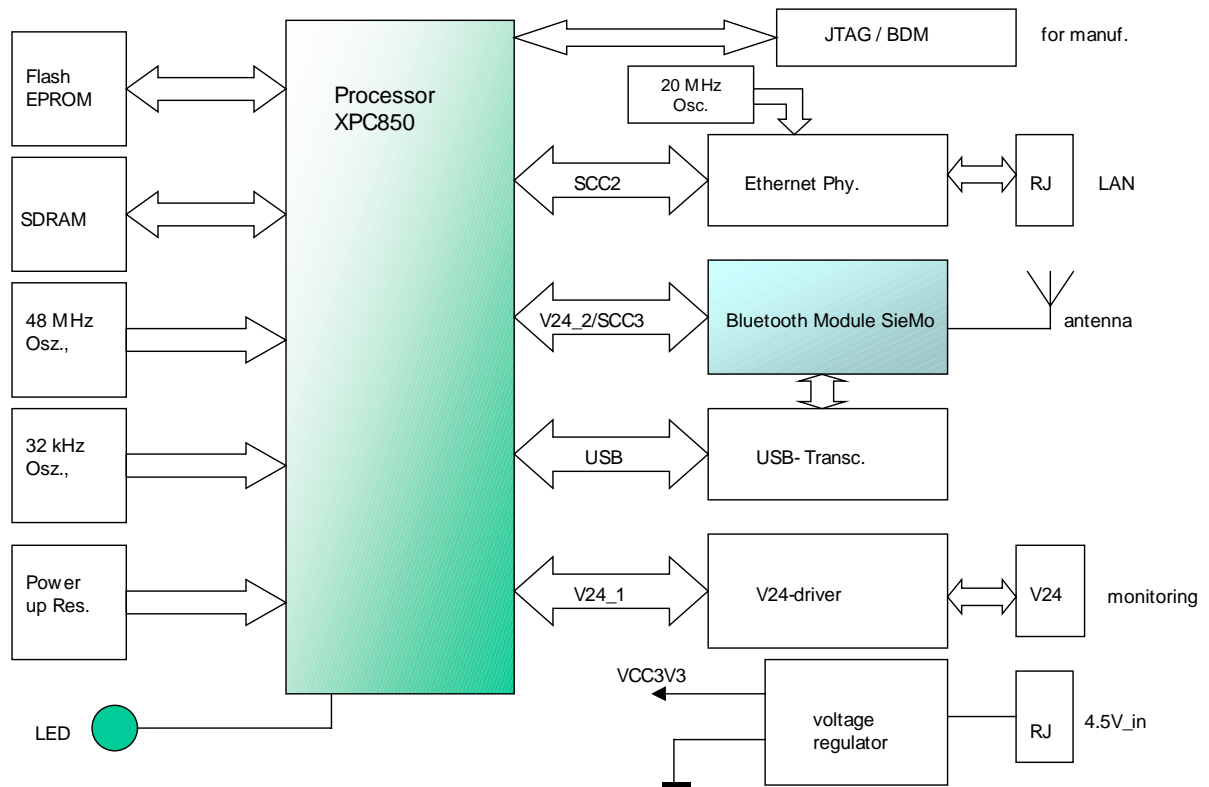 JTAG / BDM
for manuf.
Flash
EPROM
20 MHz
Osc.
Processor
XPC850
SCC2
Ethernet Phy.
RJ
LAN
SDRAM
48 MHz
Osz.,
V24_2/SCC3
Bluetooth Module SieMo
antenna
32 kHz
Osz.,
USB
USB- Transc.
Power
up Res.
V24_1
V24-driver
V24
monitoring
VCC3V3
voltage
regulator
RJ
4.5V_in
LED